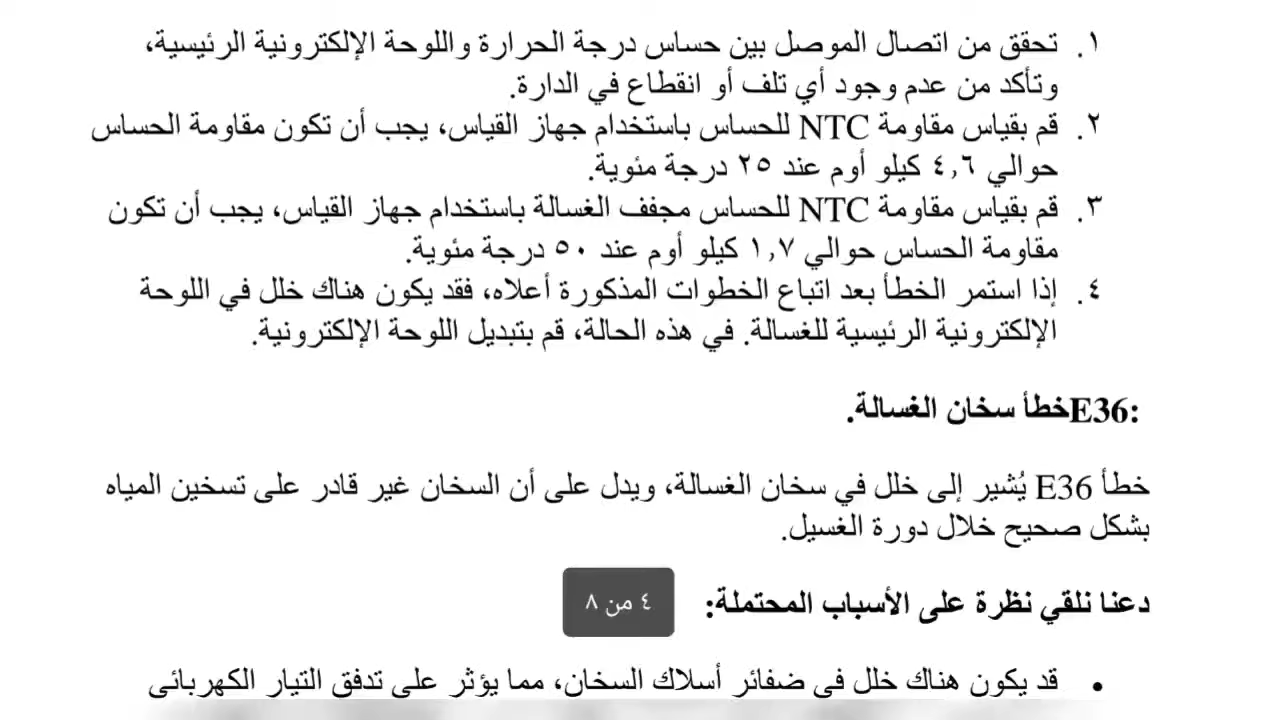 ١. تحقق من اتصال الموصل بين حساس درجة الحرارة واللوحة الإلكترونية الرئيسية،
وتأكد من عدم وجود أي تلف أو انقطاع في الدارة.
٢. قم بقياس مقاومة NTC للحساس باستخدام جهاز القياس، يجب أن تكون مقاومة الحساس
حوالي ٤,٦ كيلو أوم عند ٢٥ درجة مئوية.
٣. قم بقياس مقاومة NTC للحساس مجفف الغسالة باستخدام جهاز القياس، يجب أن تكون
مقاومة الحساس حوالي ١,٧ كيلو أوم عند ٥٠ درجة مئوية.
٤. إذا استمر الخطأ بعد اتباع الخطوات المذكورة أعلاه، فقد يكون هناك خلل في اللوحة
الإلكترونية الرئيسية للغسالة. في هذه الحالة، قم بتبديل اللوحة الإلكترونية.
:E36خطأ سخان الغسالة.
خطأ E36 يُشير إلى خلل في سخان الغسالة، ويدل على أن السخان غير قادر على تسخين المياه
بشكل صحيح خلال دورة الغسيل.
دعنا نلقي نظرة على الأسباب المحتملة:
٤ من ٨
• قد يكون هناك خلل في ضفائر أسلاك السخان، مما يؤثر على تدفق التيار الكهربائي